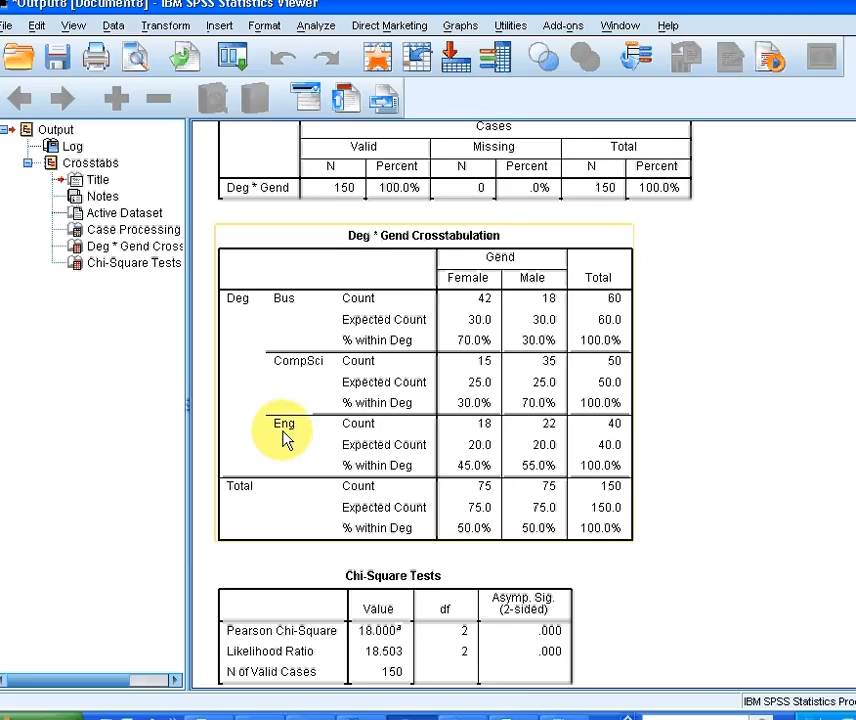 *Output8 [Document8] - IBM SPSS Statistics Viewer
File Edit View Data Transform Insert Format Analyze Direct Marketing Graphs Utilities Add-ons Window Help
Output
Log
Crosstabs
Title
Notes
Active Dataset
Case Processing
Deg * Gend Cross
Chi-Square Tests
Cases
Valid Missing Total
N Percent N Percent N Percent
Deg * Gend 150 100.0% 0 .0% 150 100.0%
Deg * Gend Crosstabulation
Gend
Female Male Total
Deg Bus Count 42 18 60
Expected Count 30.0 30.0 60.0
% within Deg 70.0% 30.0% 100.0%
CompSci Count 15 35 50
Expected Count 25.0 25.0 50.0
% within Deg 30.0% 70.0% 100.0%
Eng Count 18 22 40
Expected Count 20.0 20.0 40.0
% within Deg 45.0% 55.0% 100.0%
Total Count 75 75 150
Expected Count 75.0 75.0 150.0
% within Deg 50.0% 50.0% 100.0%
Chi-Square Tests
Value df Asymp. Sig. (2-sided)
Pearson Chi-Square 18.000a 2 .000
Likelihood Ratio 18.503 2 .000
N of Valid Cases 150
IBM SPSS Statistics Proc